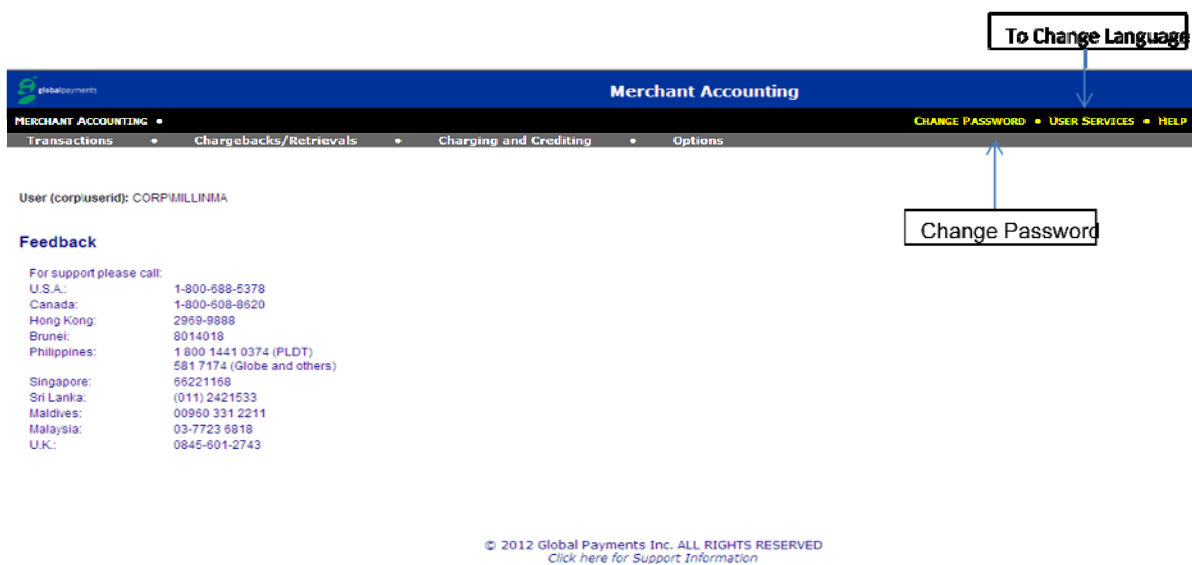 To Change Language
globalpayments
Merchant Accounting
MERCHANT ACCOUNTING •
CHANGE PASSWORD • USER SERVICES • HELP
Transactions • Chargebacks/Retrievals • Charging and Crediting • Options
User (corp\userid): CORP\MILLINMA
Change Password
Feedback
For support please call:
U.S.A.: 1-800-688-5378
Canada: 1-800-608-8620
Hong Kong: 2969-9888
Brunei: 8014018
Philippines: 1 800 1441 0374 (PLDT)
581 7174 (Globe and others)
Singapore: 66221168
Sri Lanka: (011) 2421533
Maldives: 00960 331 2211
Malaysia: 03-7723 6818
U.K.: 0845-601-2743
© 2012 Global Payments Inc. ALL RIGHTS RESERVED
Click here for Support Information